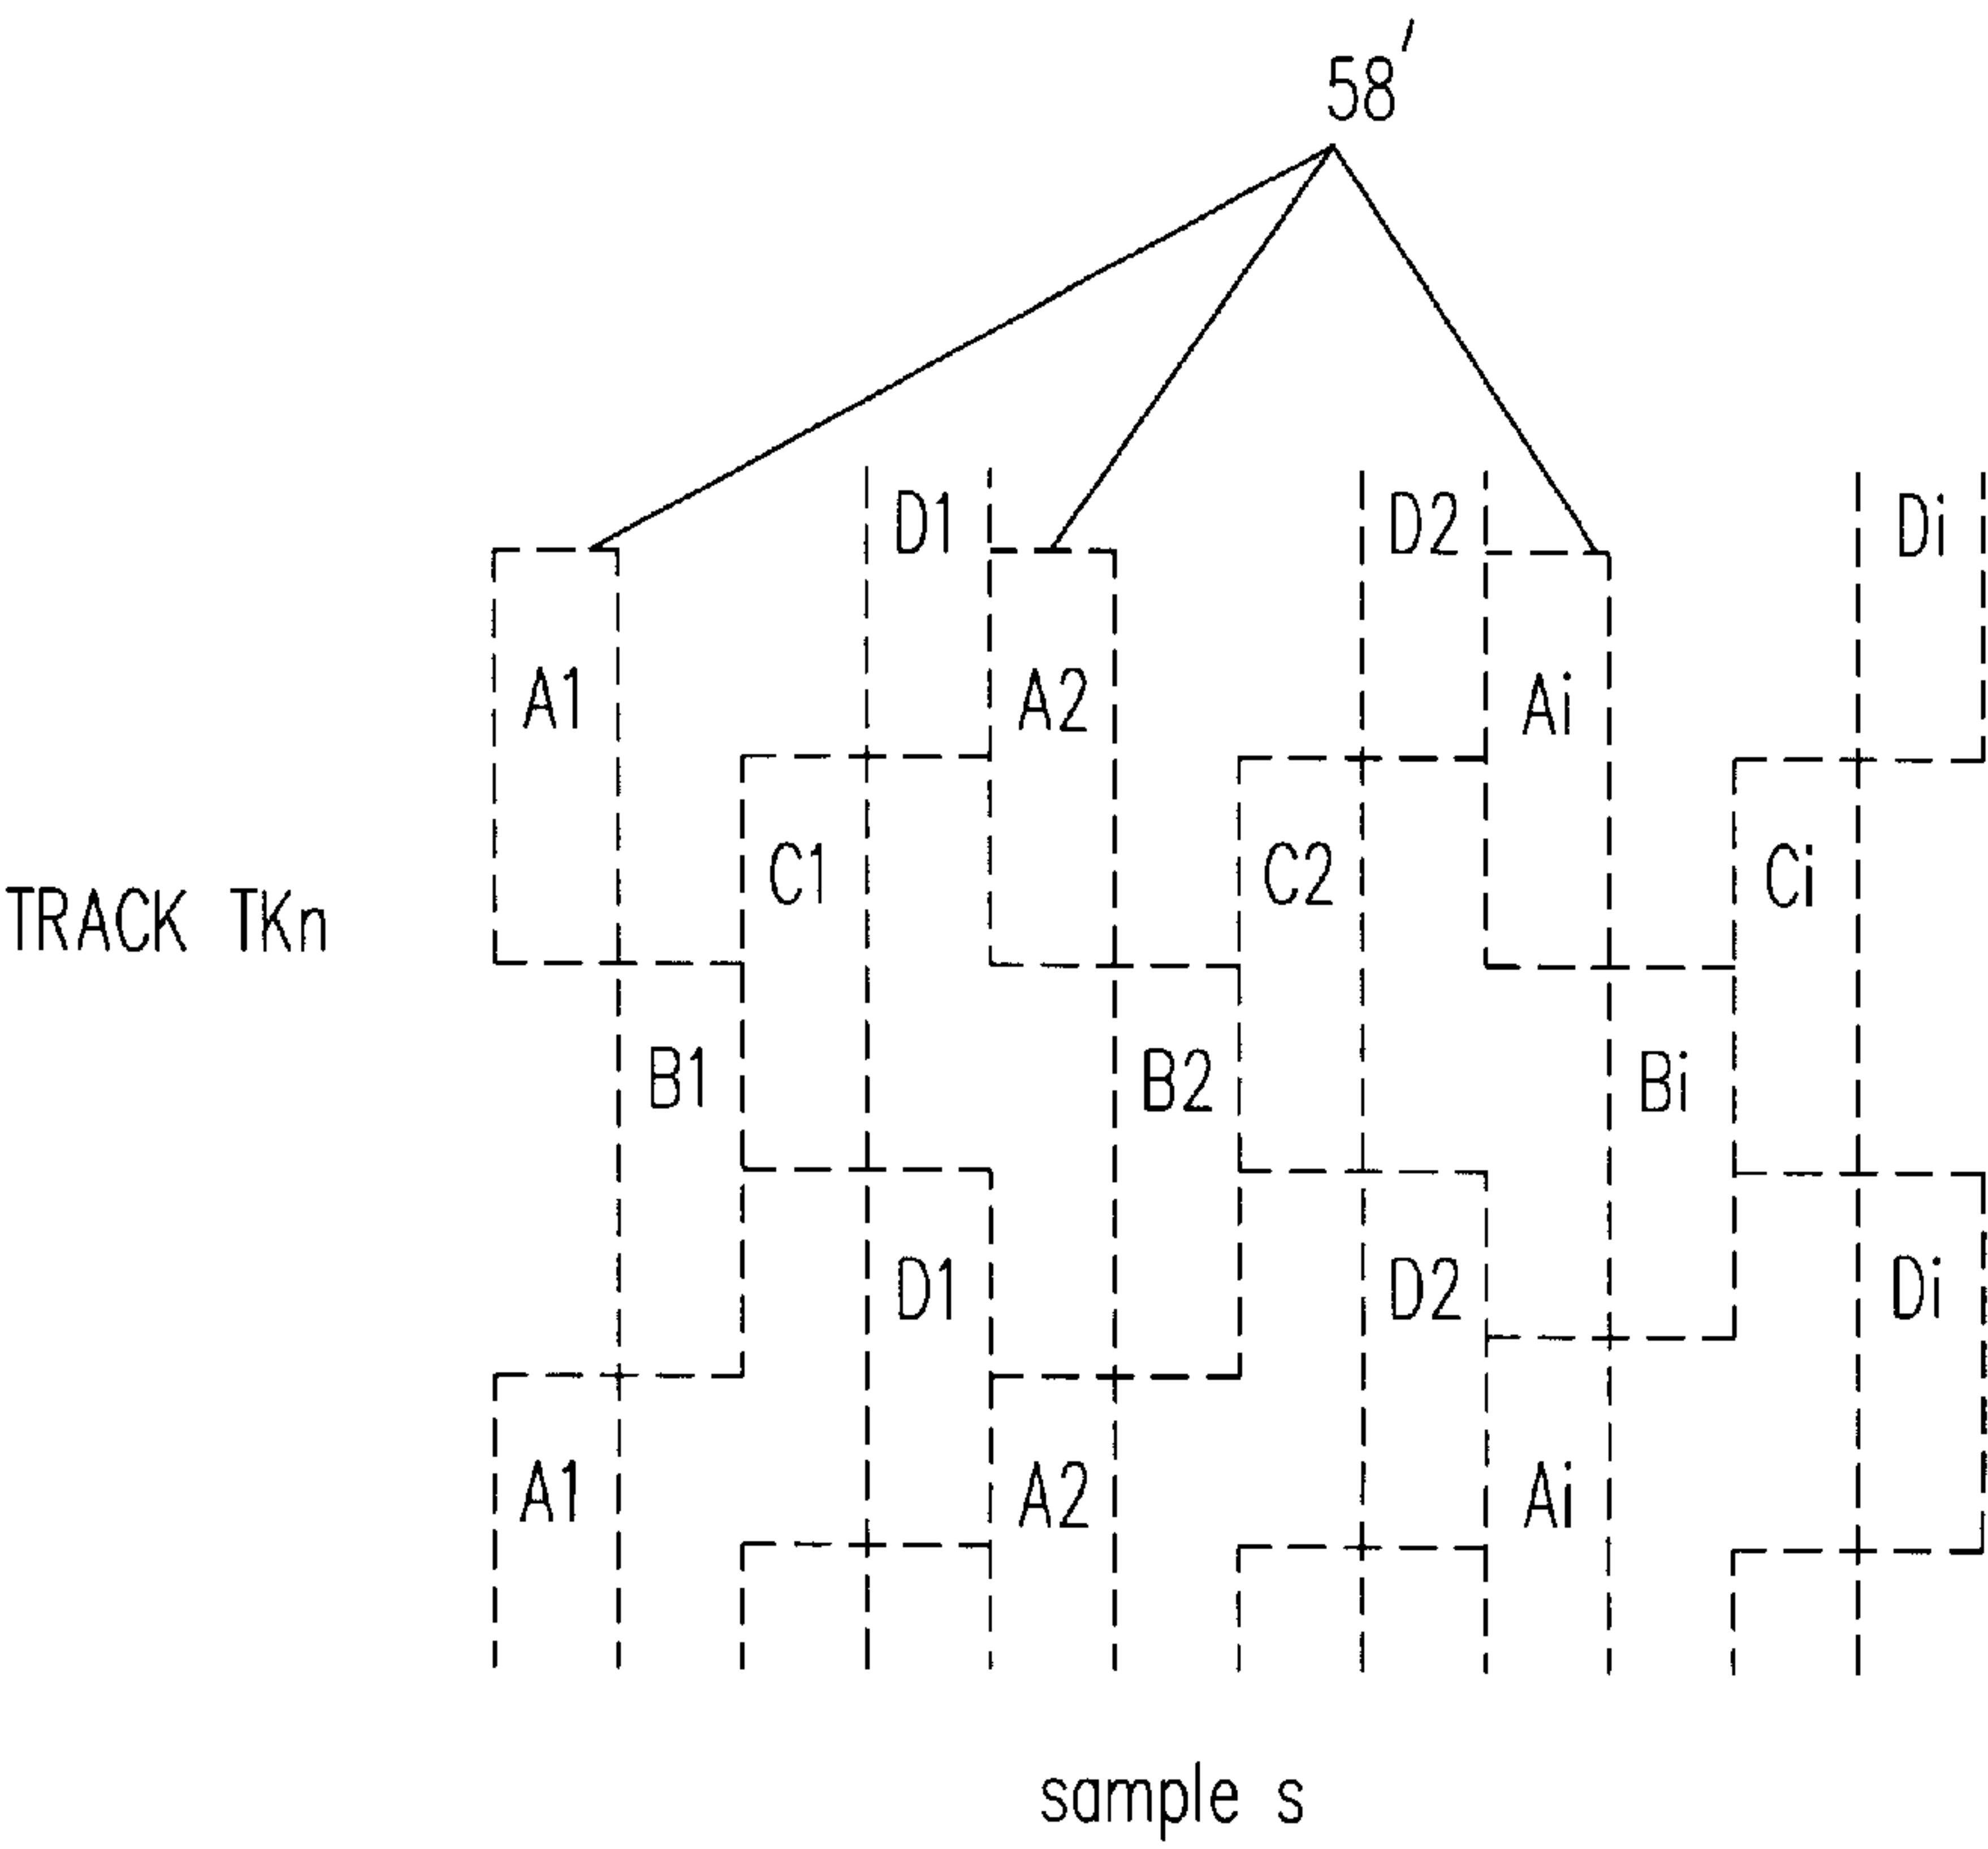 58'
D1 D2 Di
A1 A2 Ai
C1 C2 Ci
TRACK TKn
B1 B2 Bi
D1 D2 Di
A1 A2 Ai
sample s